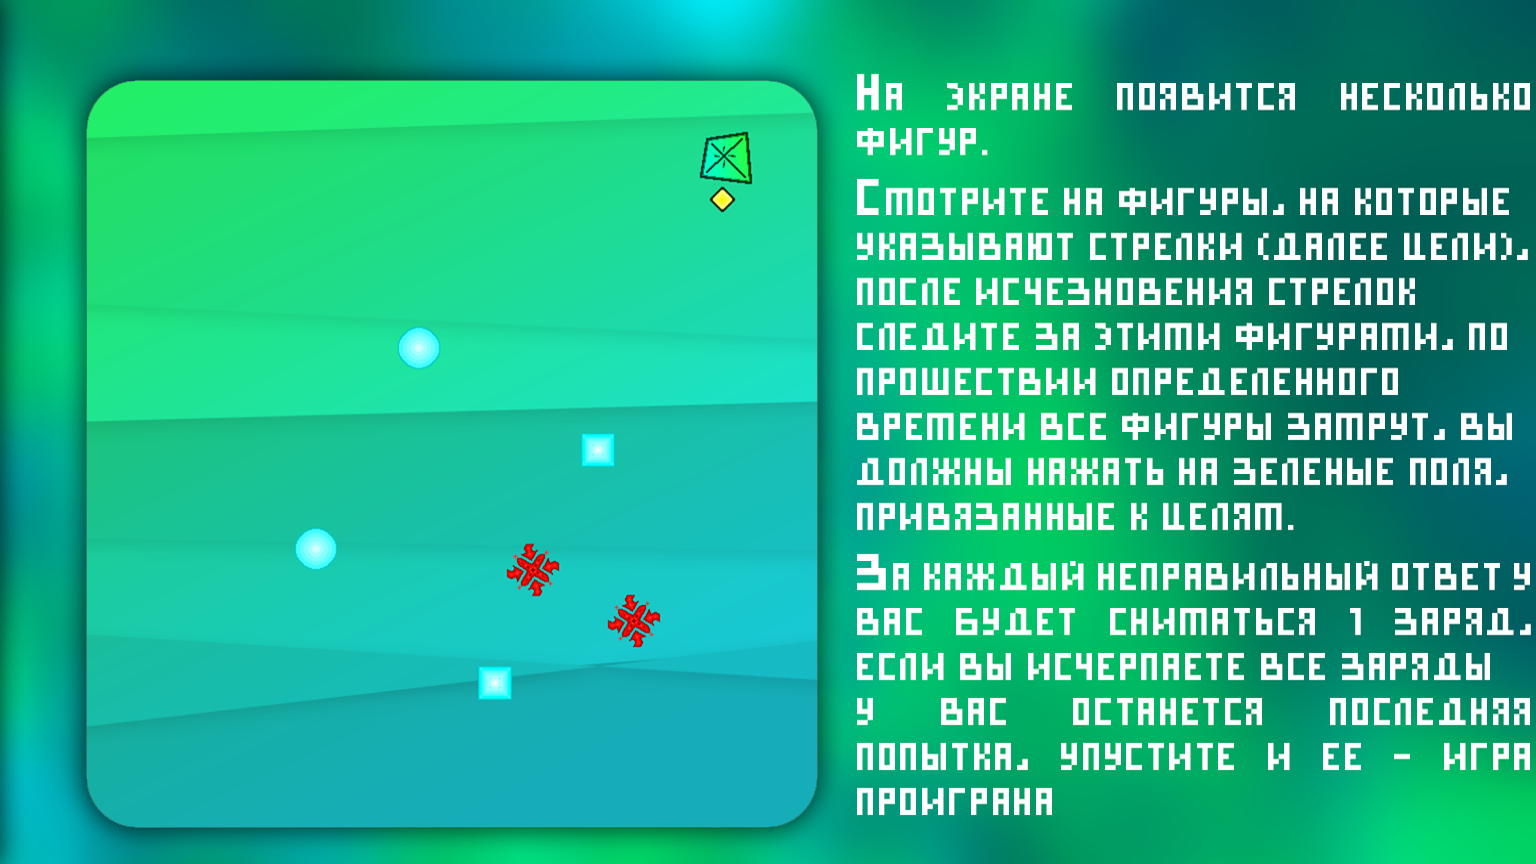 На экране появится несколько
фигур.
Смотрите на фигуры, на которые
указывают стрелки (далее цели),
после исчезновения стрелок
следите за этими фигурами, по
прошествии определенного
времени все фигуры замрут, вы
должны нажать на зеленые поля,
привязанные к целям.
За каждый неправильный ответ у
вас будет сниматься 1 заряд,
если вы исчерпаете все заряды
у вас останется последняя
попытка, упустите и ее - игра
проиграна